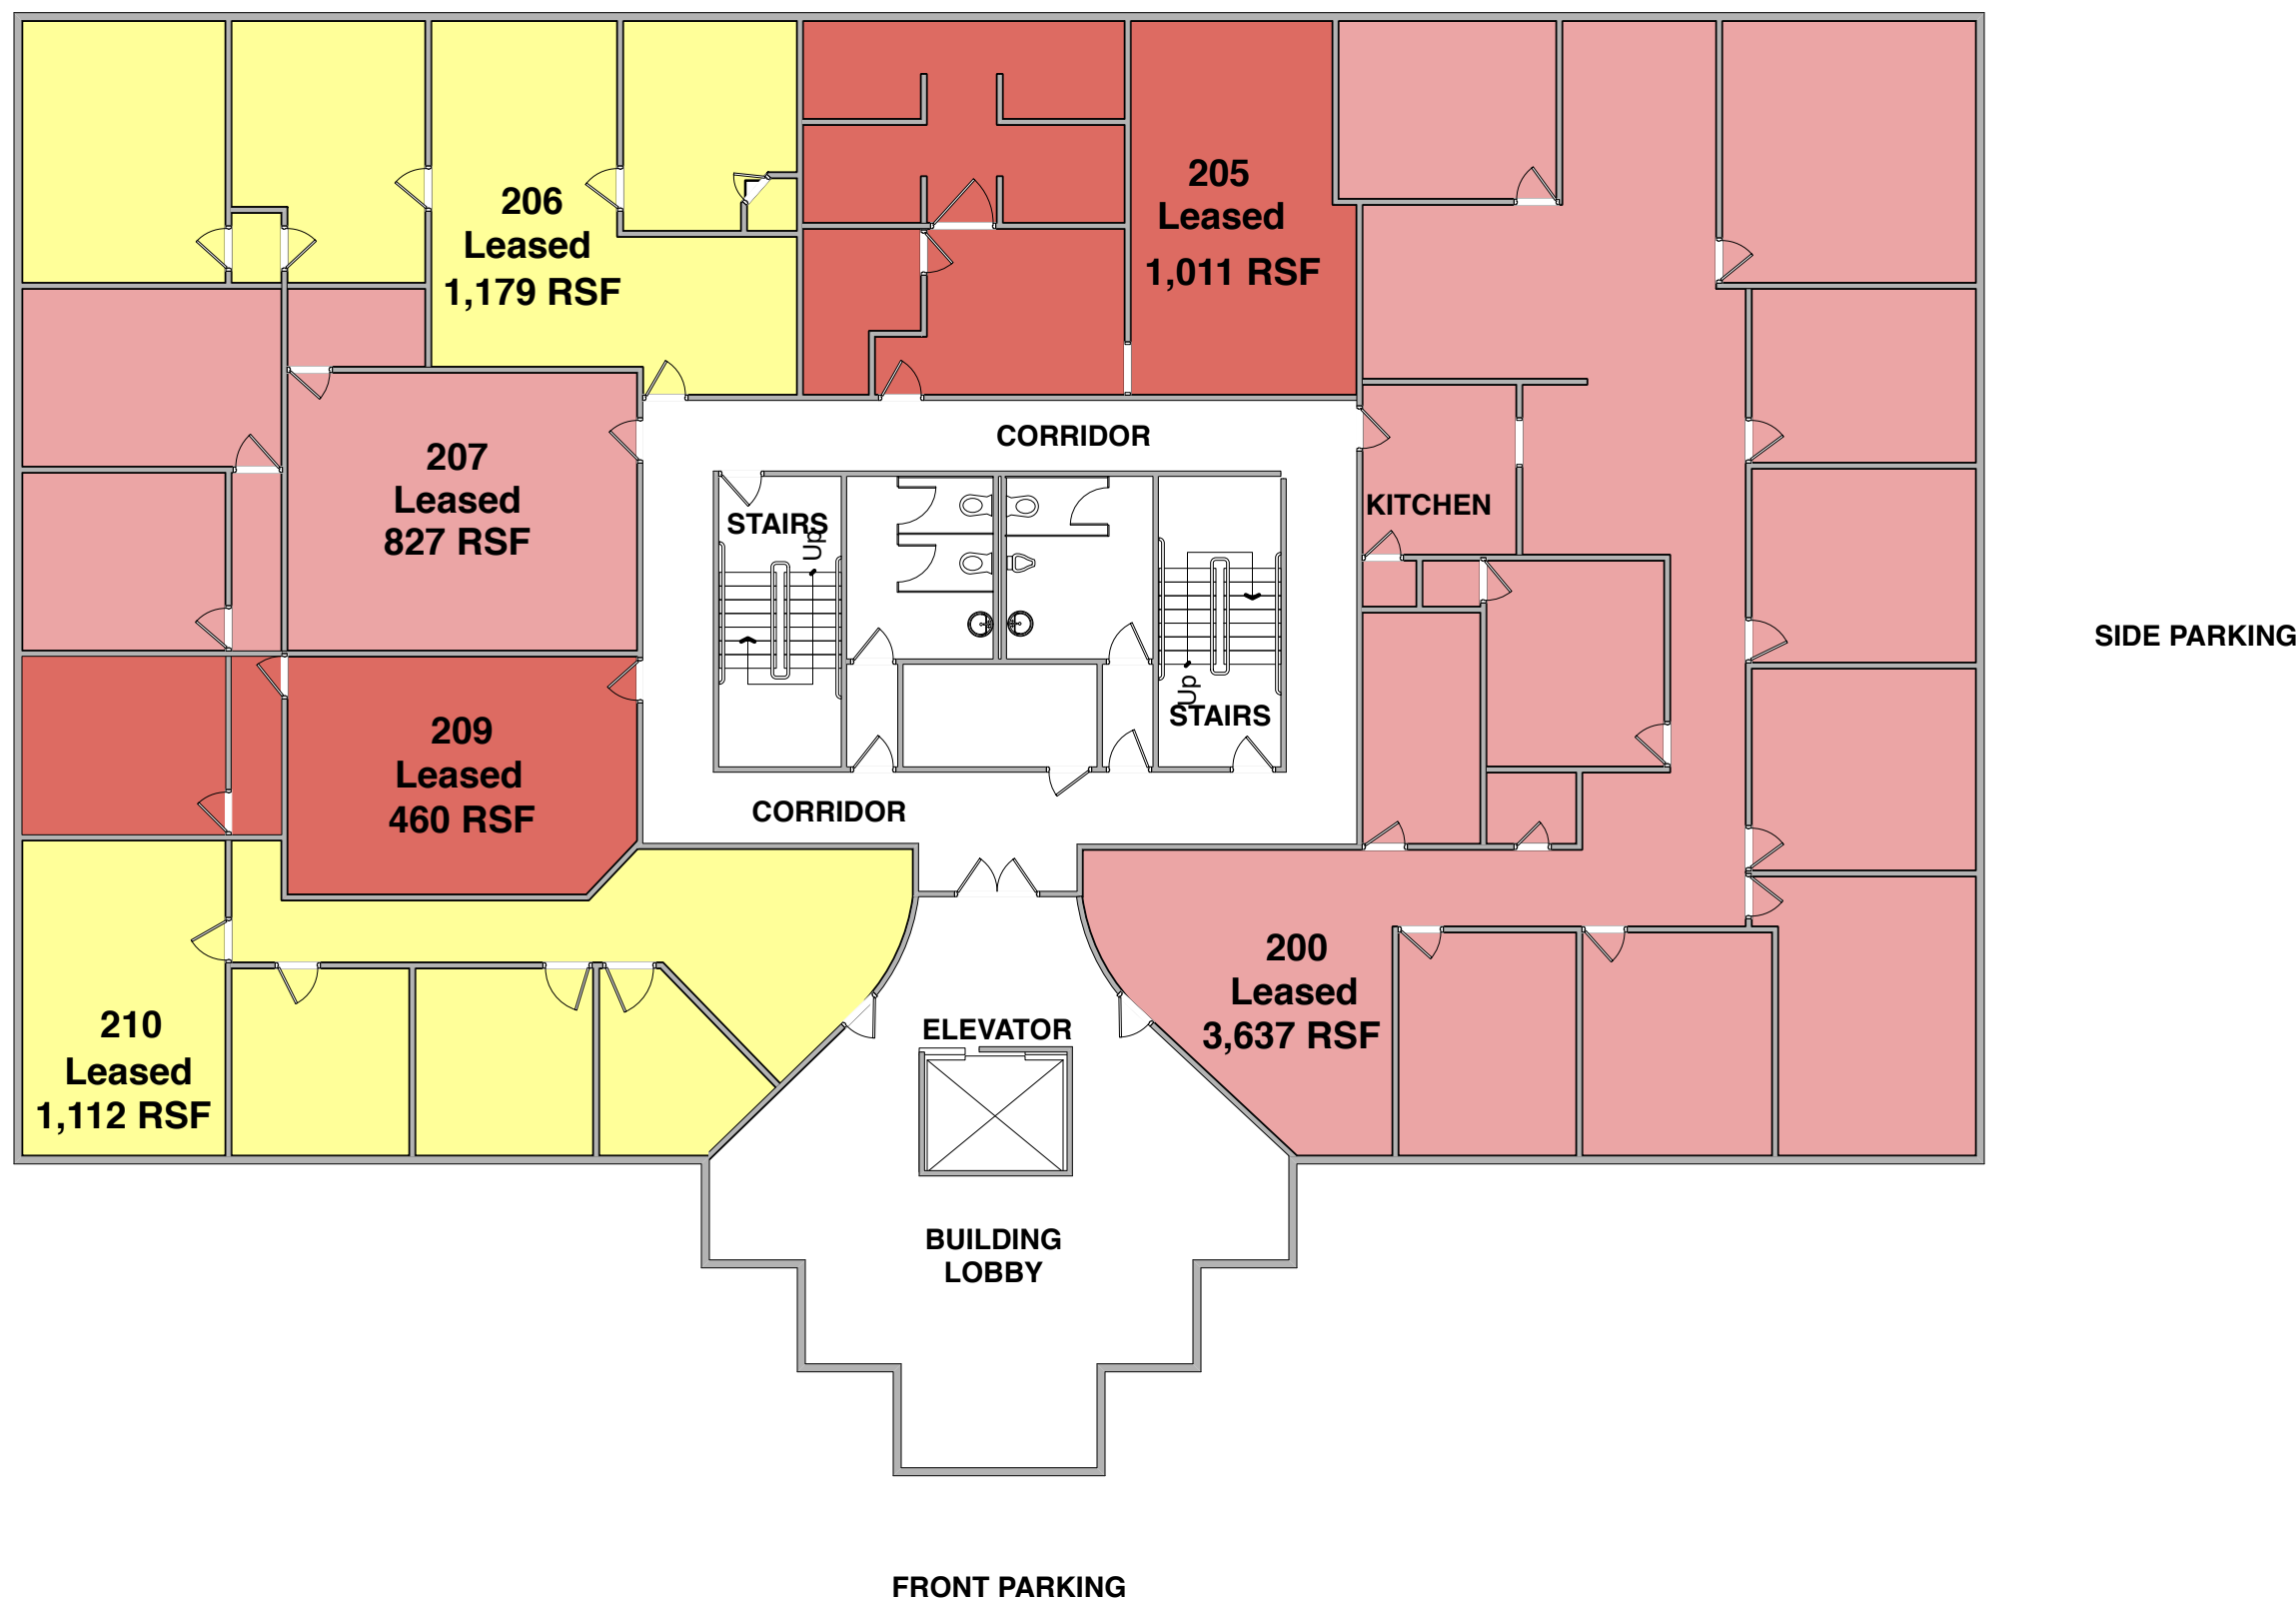 206
Leased
1,179 RSF
205
Leased
1,011 RSF
207
Leased
827 RSF
CORRIDOR
STAIRS
Up
KITCHEN
SIDE PARKING
209
Leased
460 RSF
Up
STAIRS
CORRIDOR
210
Leased
1,112 RSF
200
Leased
3,637 RSF
ELEVATOR
BUILDING
LOBBY
FRONT PARKING